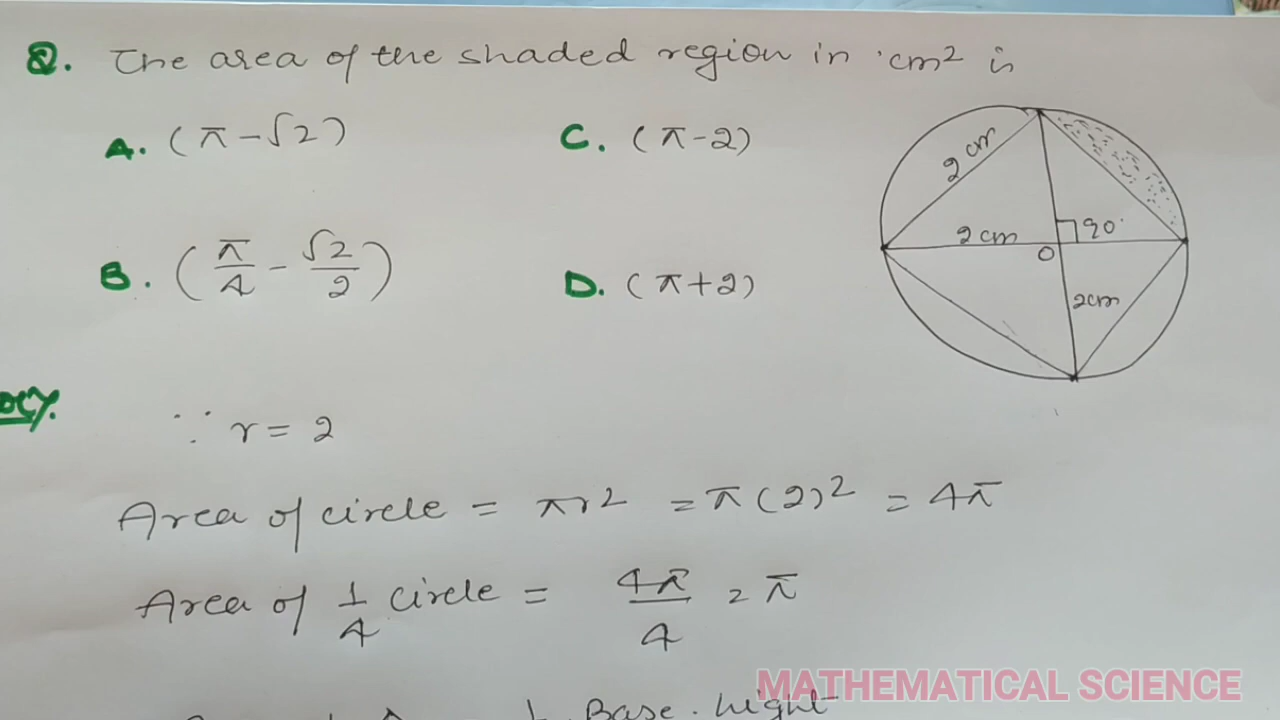 Q. The area of the shaded region in cm² is
A. (π-√2)
C. (π-2)
B. (π/4 - √2/2)
D. (π+2)
2 cm
2 cm
90°
O
2cm
∵ r = 2
Area of circle = πr² = π(2)² = 4π
Area of 1/4 circle = 4π/4 = π
Base . hight
MATHEMATICAL SCIENCE